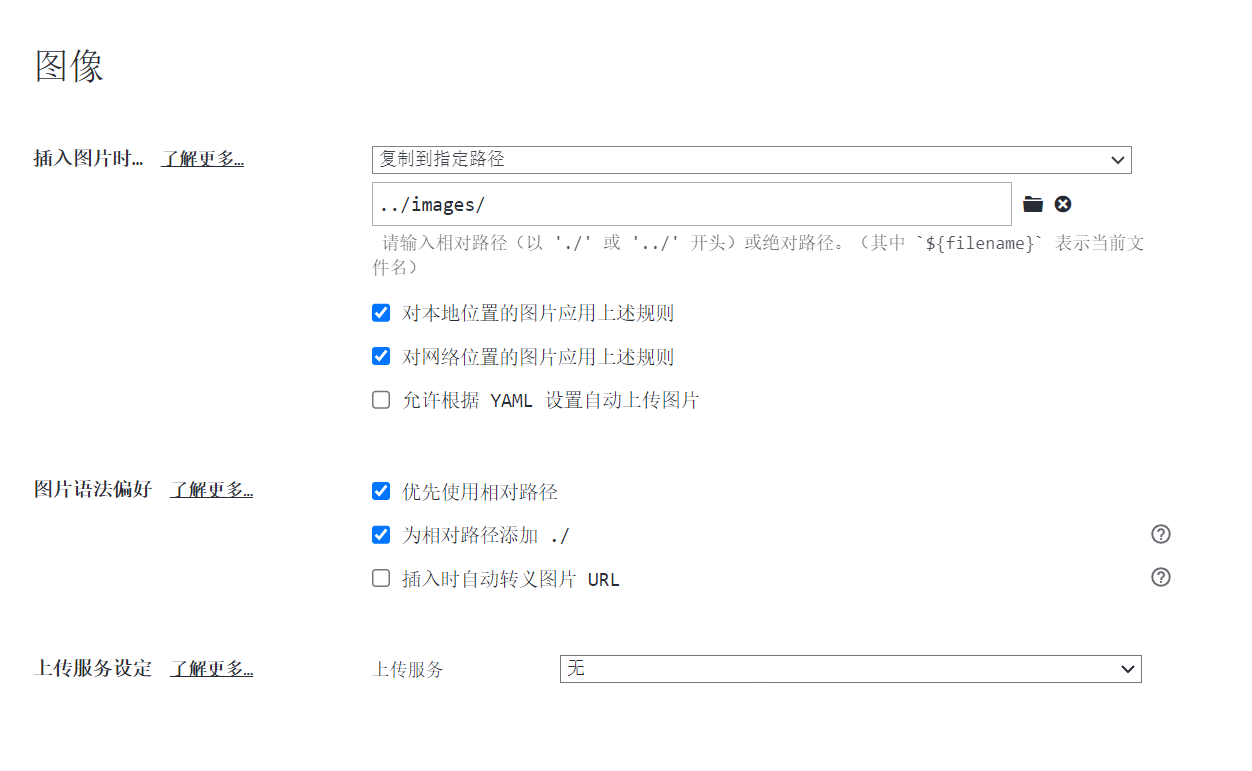 图像
插入图片时... 了解更多...
复制到指定路径
../images/
请输入相对路径（以 './' 或 '../' 开头）或绝对路径。（其中 `${filename}` 表示当前文
件名）
对本地位置的图片应用上述规则
对网络位置的图片应用上述规则
允许根据 YAML 设置自动上传图片
图片语法偏好 了解更多...
优先使用相对路径
为相对路径添加 ./
插入时自动转义图片 URL
上传服务设定 了解更多...
上传服务
无